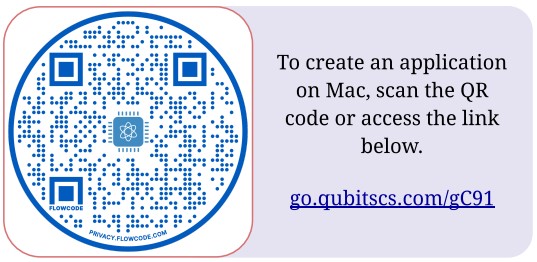 To create an application
on Mac, scan the QR
code or access the link
below.
go.qubitscs.com/gC91
FLOWCODE
PRIVACY.FLOWCODE.COM